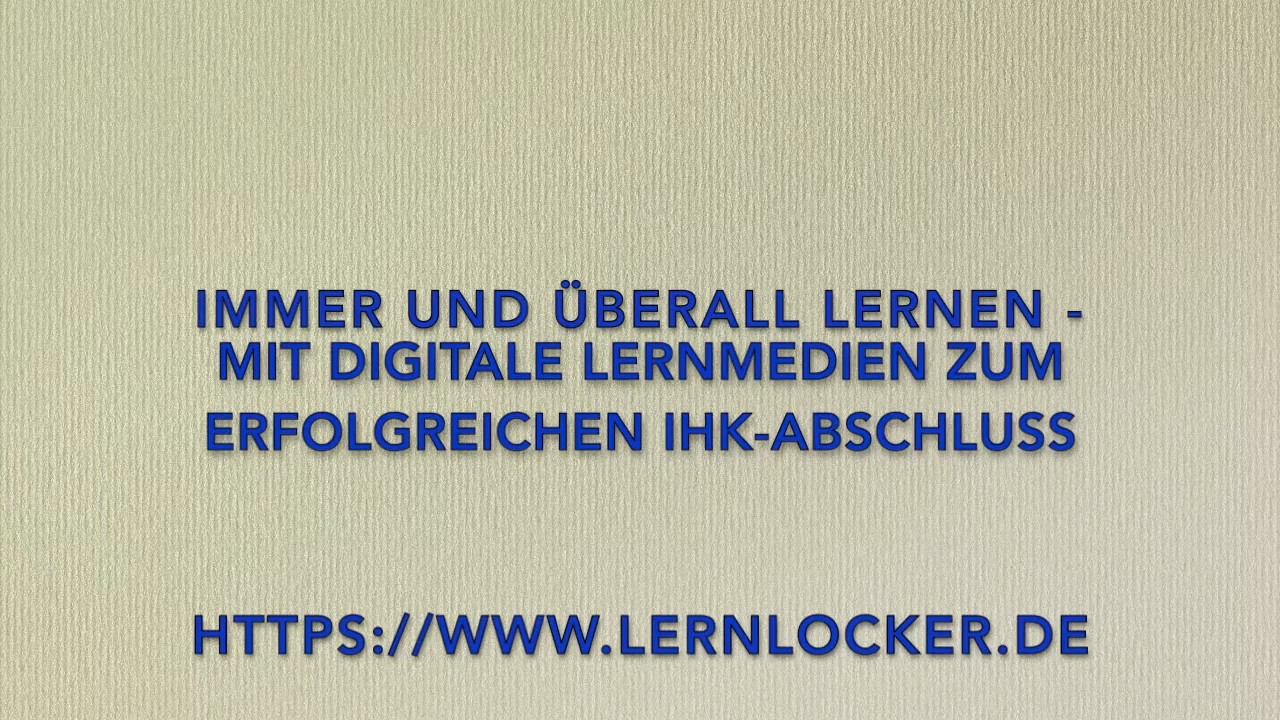 IMMER UND ÜBERALL LERNEN -
MIT DIGITALE LERNMEDIEN ZUM
ERFOLGREICHEN IHK-ABSCHLUSS
HTTPS://WWW.LERNLOCKER.DE